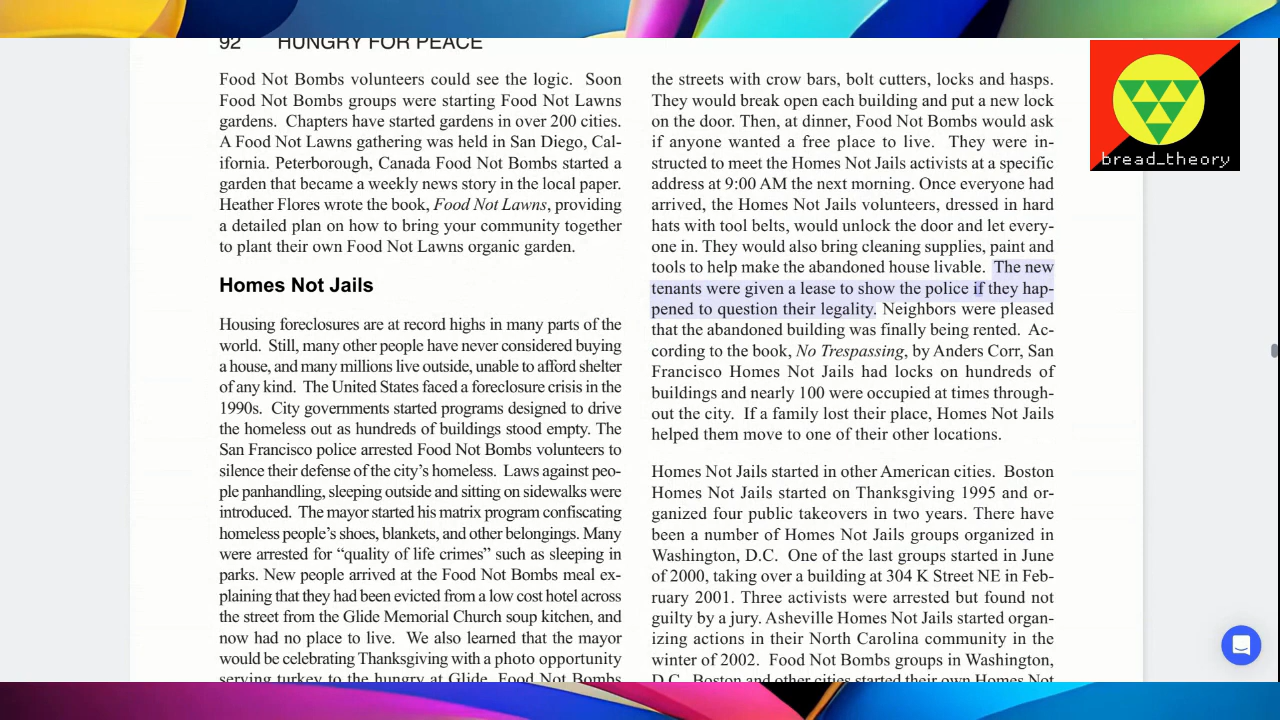 92 HUNGRY FOR PEACE
Food Not Bombs volunteers could see the logic. Soon
Food Not Bombs groups were starting Food Not Lawns
gardens. Chapters have started gardens in over 200 cities.
A Food Not Lawns gathering was held in San Diego, Cal-
ifornia. Peterborough, Canada Food Not Bombs started a
garden that became a weekly news story in the local paper.
Heather Flores wrote the book, Food Not Lawns, providing
a detailed plan on how to bring your community together
to plant their own Food Not Lawns organic garden.
Homes Not Jails
Housing foreclosures are at record highs in many parts of the
world. Still, many other people have never considered buying
a house, and many millions live outside, unable to afford shelter
of any kind. The United States faced a foreclosure crisis in the
1990s. City governments started programs designed to drive
the homeless out as hundreds of buildings stood empty. The
San Francisco police arrested Food Not Bombs volunteers to
silence their defense of the city's homeless. Laws against peo-
ple panhandling, sleeping outside and sitting on sidewalks were
introduced. The mayor started his matrix program confiscating
homeless people's shoes, blankets, and other belongings. Many
were arrested for “quality of life crimes” such as sleeping in
parks. New people arrived at the Food Not Bombs meal ex-
plaining that they had been evicted from a low cost hotel across
the street from the Glide Memorial Church soup kitchen, and
now had no place to live. We also learned that the mayor
would be celebrating Thanksgiving with a photo opportunity
serving turkey to the hungry at Glide. Food Not Bombs
the streets with crow bars, bolt cutters, locks and hasps.
They would break open each building and put a new lock
on the door. Then, at dinner, Food Not Bombs would ask
if anyone wanted a free place to live. They were in-
structed to meet the Homes Not Jails activists at a specific
address at 9:00 AM the next morning. Once everyone had
arrived, the Homes Not Jails volunteers, dressed in hard
hats with tool belts, would unlock the door and let every-
one in. They would also bring cleaning supplies, paint and
tools to help make the abandoned house livable. The new
tenants were given a lease to show the police if they hap-
pened to question their legality. Neighbors were pleased
that the abandoned building was finally being rented. Ac-
cording to the book, No Trespassing, by Anders Corr, San
Francisco Homes Not Jails had locks on hundreds of
buildings and nearly 100 were occupied at times through-
out the city. If a family lost their place, Homes Not Jails
helped them move to one of their other locations.
Homes Not Jails started in other American cities. Boston
Homes Not Jails started on Thanksgiving 1995 and or-
ganized four public takeovers in two years. There have
been a number of Homes Not Jails groups organized in
Washington, D.C. One of the last groups started in June
of 2000, taking over a building at 304 K Street NE in Feb-
ruary 2001. Three activists were arrested but found not
guilty by a jury. Asheville Homes Not Jails started organ-
izing actions in their North Carolina community in the
winter of 2002. Food Not Bombs groups in Washington,
D.C., Boston and other cities started their own Homes Not
bread_theory